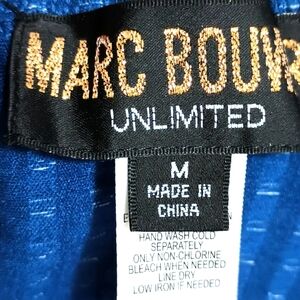 MARC BOUW
UNLIMITED
M
MADE IN
CHINA
HAND WASH COLD
SEPARATELY
ONLY NON-CHLORINE
BLEACH WHEN NEEDED
LINE DRY
LOW IRON IF NEEDED